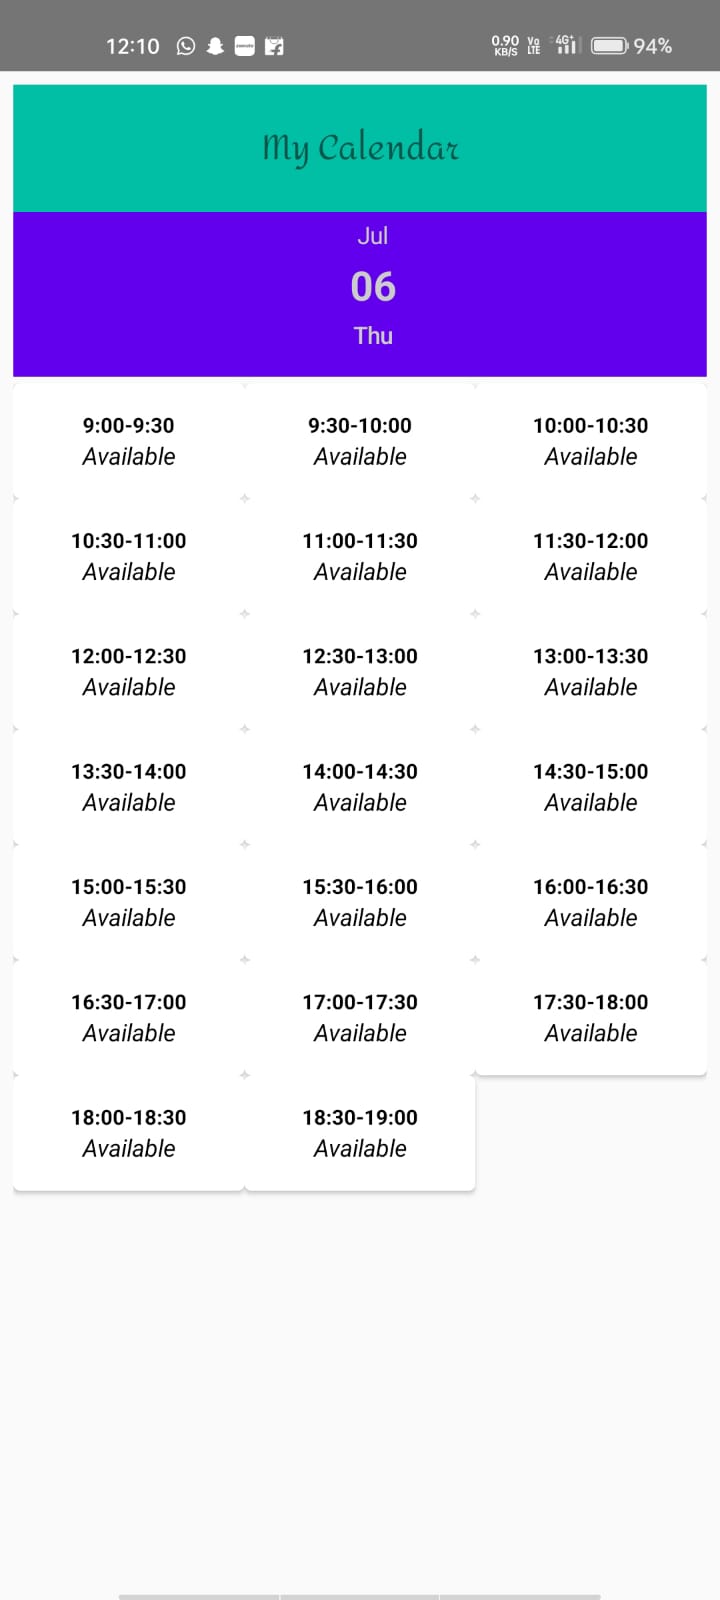 12:10 0.90 KB/S Vo LTE 4G+ 94%
My Calendar
Jul
06
Thu
9:00-9:30 9:30-10:00 10:00-10:30
Available Available Available
10:30-11:00 11:00-11:30 11:30-12:00
Available Available Available
12:00-12:30 12:30-13:00 13:00-13:30
Available Available Available
13:30-14:00 14:00-14:30 14:30-15:00
Available Available Available
15:00-15:30 15:30-16:00 16:00-16:30
Available Available Available
16:30-17:00 17:00-17:30 17:30-18:00
Available Available Available
18:00-18:30 18:30-19:00
Available Available